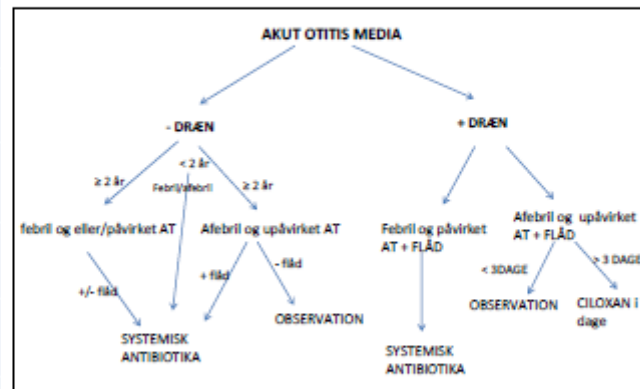 AKUT OTITIS MEDIA
- DRÆN
+ DRÆN
< 2 år
≥ 2 år
Febril/afebril
≥ 2 år
febril og eller/påvirket AT
Afebril og upåvirket AT
Febril og påvirket
AT + FLÅD
Afebril og upåvirket
AT + FLÅD
+/- flåd
+ flåd
- flåd
< 3DAGE
> 3 DAGE
SYSTEMISK
ANTIBIOTIKA
OBSERVATION
SYSTEMISK
ANTIBIOTIKA
OBSERVATION
CILOXAN i
dage